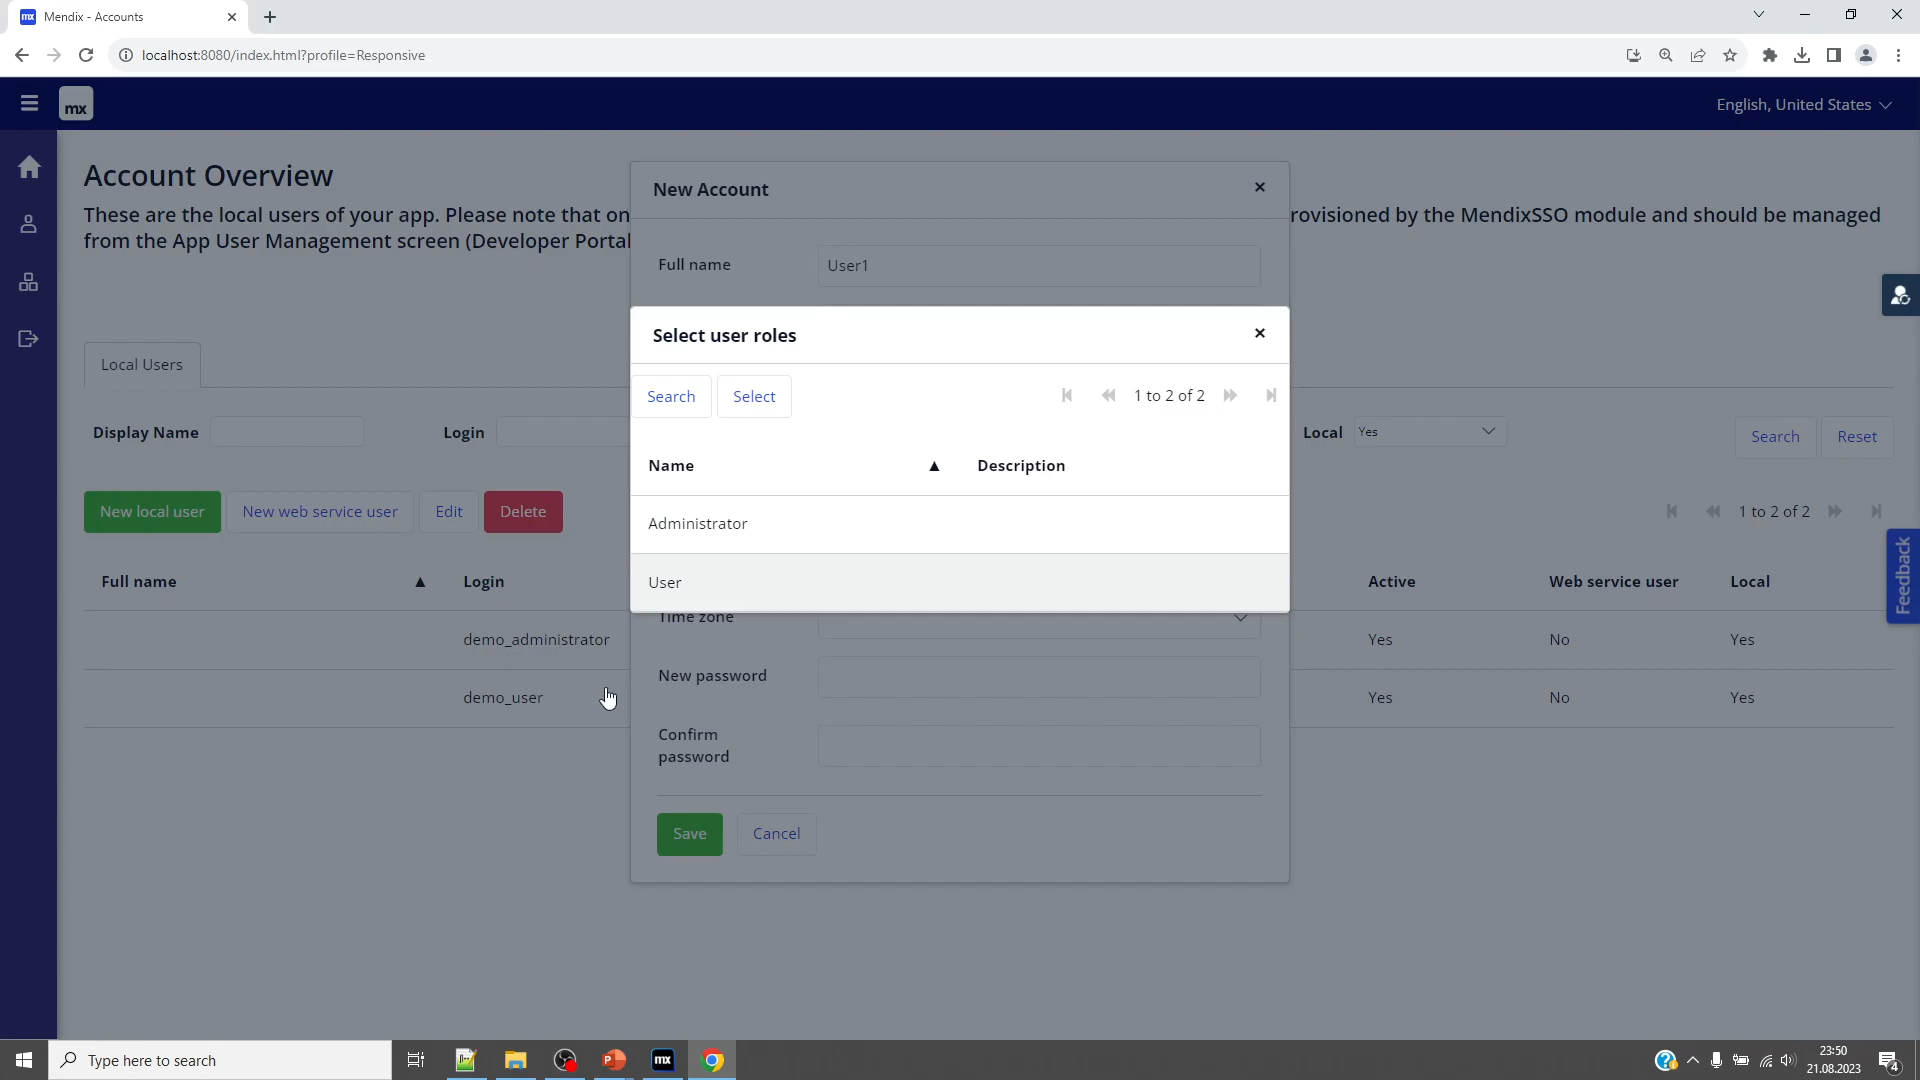 Mendix - Accounts
localhost:8080/index.html?profile=Responsive
mx
English, United States
Account Overview
These are the local users of your app. Please note that on
rovisioned by the MendixSSO module and should be managed
from the App User Management screen (Developer Portal
New Account
Full name
User1
Select user roles
Search
Select
1 to 2 of 2
Name
Description
Administrator
User
Local Users
Display Name
Login
Local
Yes
Search
Reset
New local user
New web service user
Edit
Delete
1 to 2 of 2
Feedback
Full name
Login
Active
Web service user
Local
demo_administrator
Yes
No
Yes
demo_user
Yes
No
Yes
Time zone
New password
Confirm
password
Save
Cancel
Type here to search
mx
23:50
21.08.2023
4